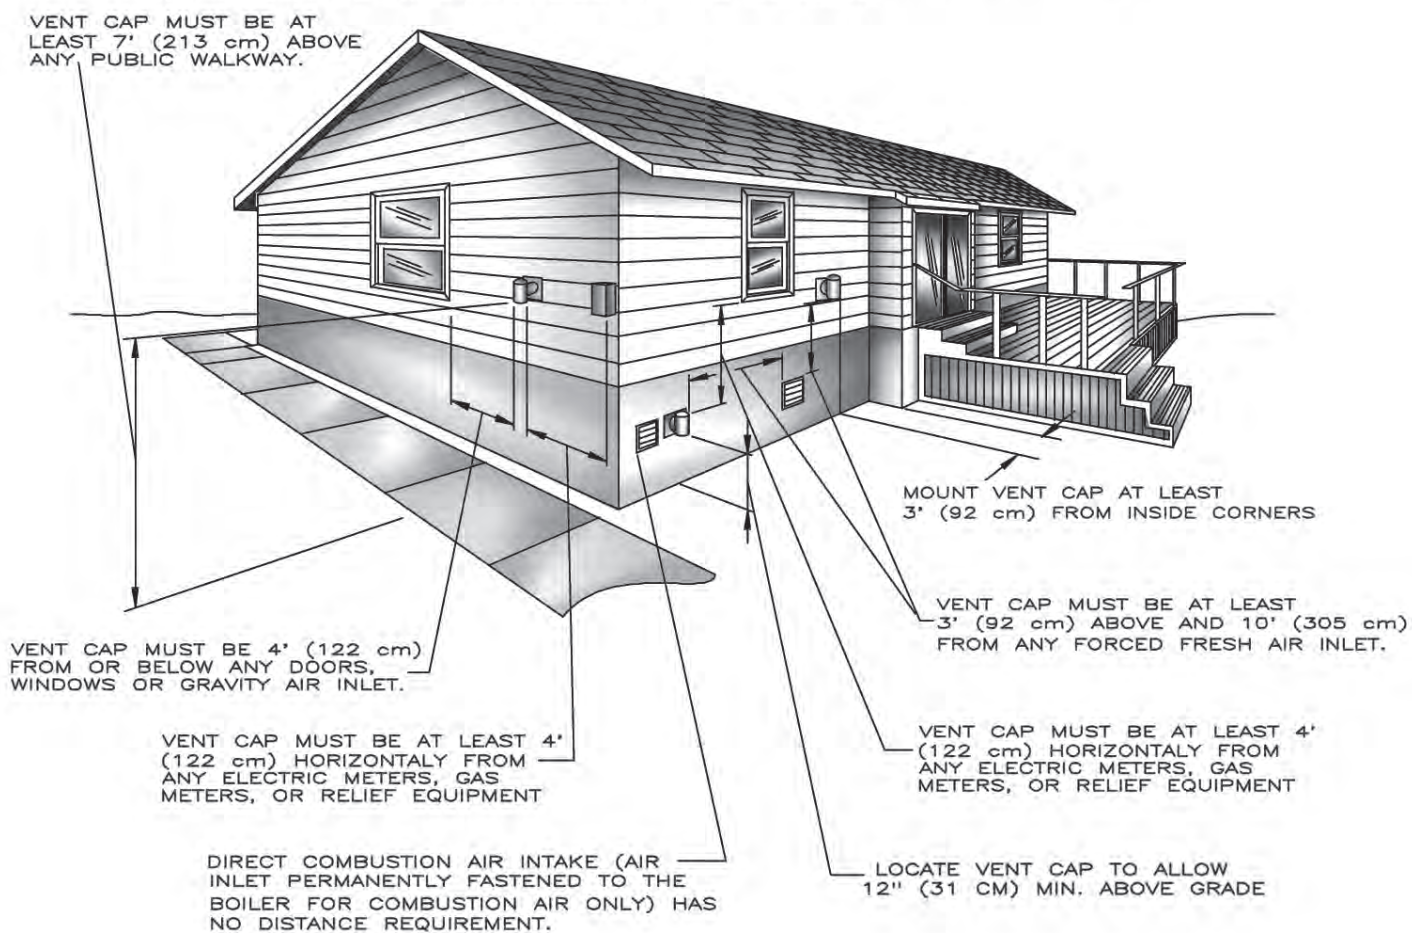 VENT CAP MUST BE AT
LEAST 7' (213 cm) ABOVE
ANY PUBLIC WALKWAY.
MOUNT VENT CAP AT LEAST
3' (92 cm) FROM INSIDE CORNERS
VENT CAP MUST BE AT LEAST
3' (92 cm) ABOVE AND 10' (305 cm)
FROM ANY FORCED FRESH AIR INLET.
VENT CAP MUST BE 4' (122 cm)
FROM OR BELOW ANY DOORS,
WINDOWS OR GRAVITY AIR INLET.
VENT CAP MUST BE AT LEAST 4'
(122 cm) HORIZONTALY FROM
ANY ELECTRIC METERS, GAS
METERS, OR RELIEF EQUIPMENT
VENT CAP MUST BE AT LEAST 4'
(122 cm) HORIZONTALY FROM
ANY ELECTRIC METERS, GAS
METERS, OR RELIEF EQUIPMENT
DIRECT COMBUSTION AIR INTAKE (AIR
INLET PERMANENTLY FASTENED TO THE
BOILER FOR COMBUSTION AIR ONLY) HAS
NO DISTANCE REQUIREMENT.
LOCATE VENT CAP TO ALLOW
12" (31 CM) MIN. ABOVE GRADE